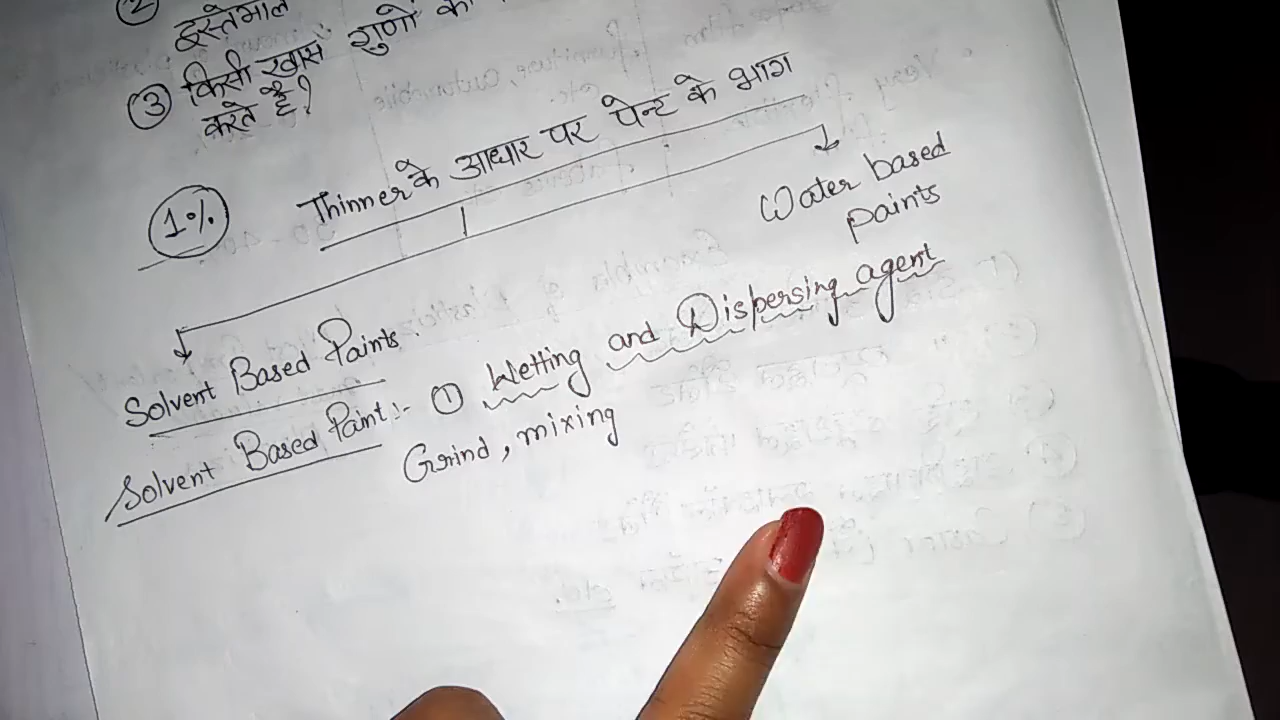 ②
इस्तेमाल
③ किसी खास गुणों
करते है?
1%
Thinner के आधार पर पेन्ट के भाग
Water based
paints
Solvent Based Paints.
Solvent Based Paint:- ① Wetting and Dispersing agent
Grind, mixing